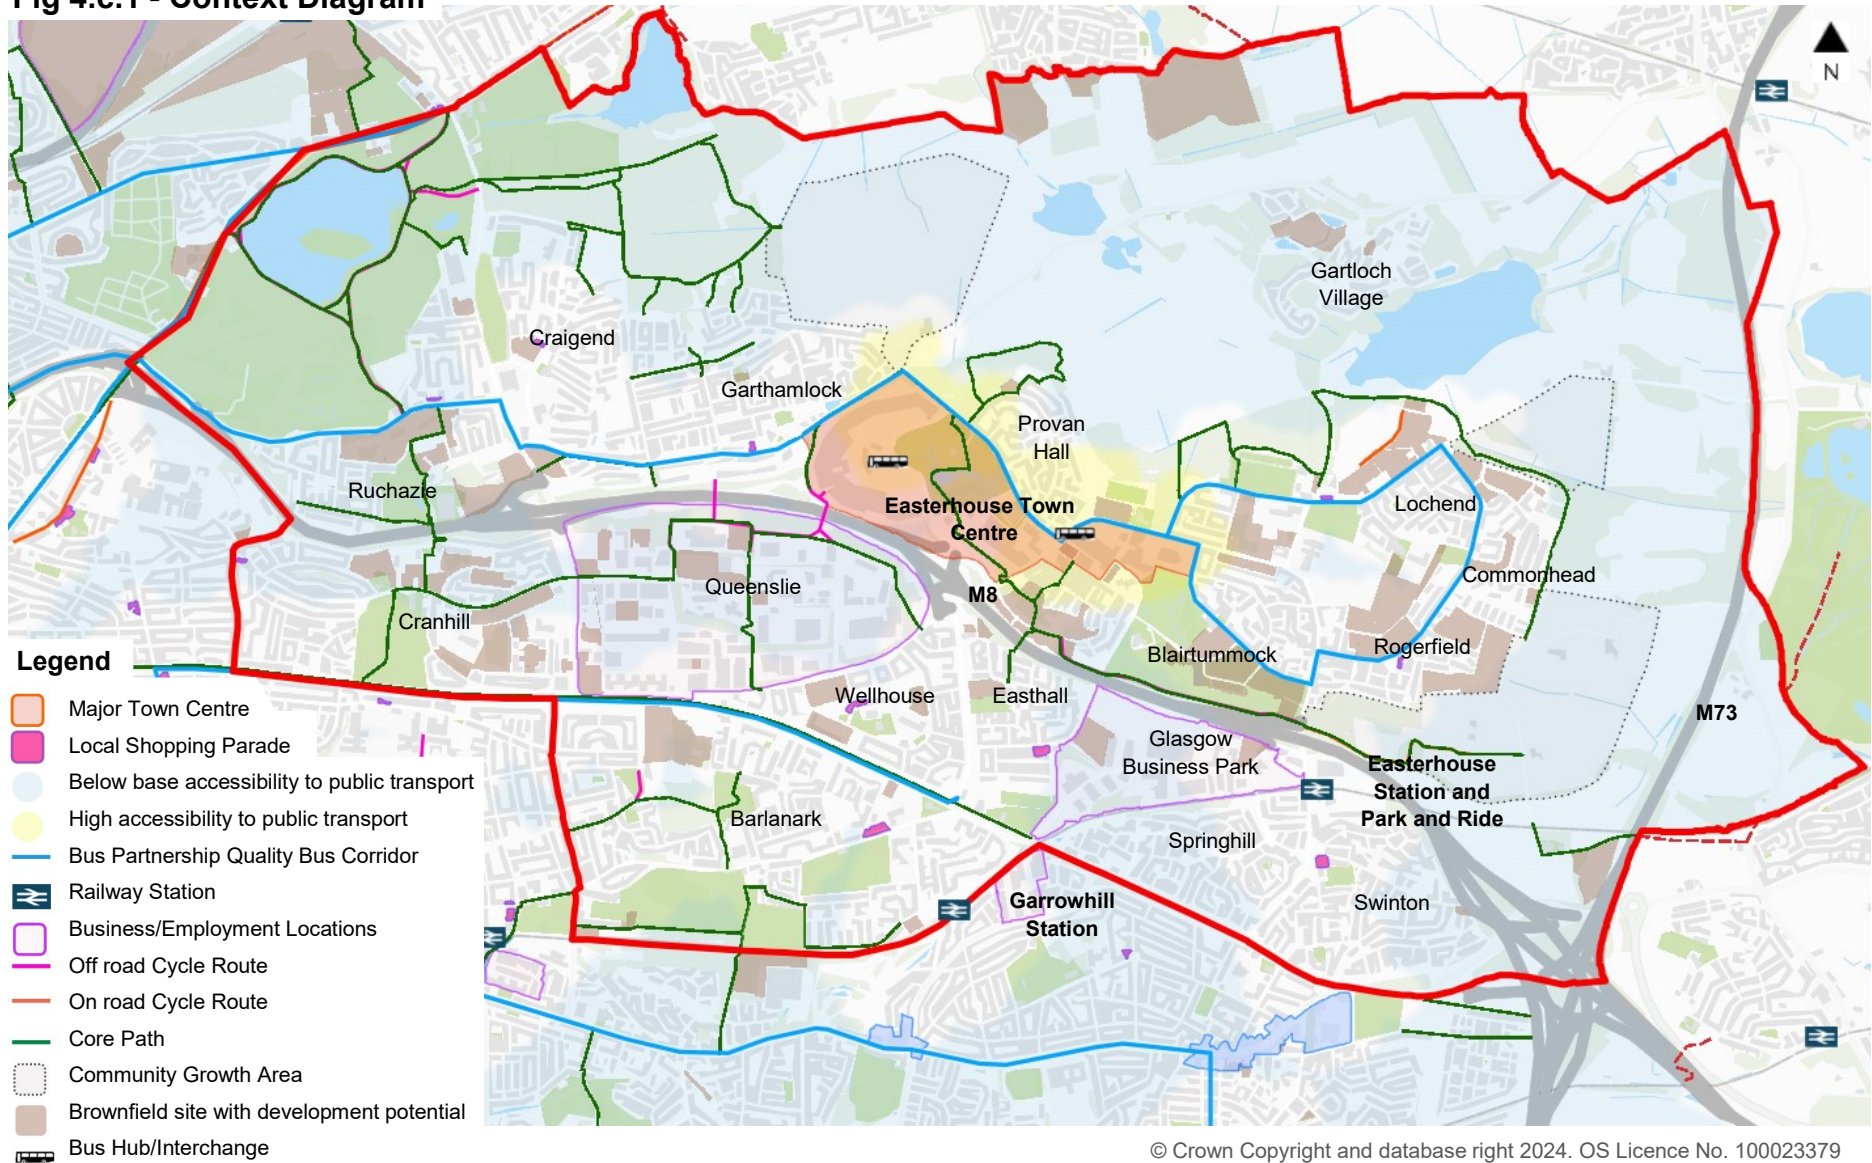 Fig 4.c.1 - Context Diagram
N
Gartloch
Village
Craigend
Garthamlock
Provan
Hall
Ruchazie
Easterhouse Town
Centre
Lochend
Queenslie
M8
Commonhead
Cranhill
Blairtummock
Rogerfield
Wellhouse
Easthall
M73
Glasgow
Business Park
Easterhouse
Station and
Park and Ride
Barlanark
Springhill
Garrowhill
Station
Swinton
Legend
Major Town Centre
Local Shopping Parade
Below base accessibility to public transport
High accessibility to public transport
Bus Partnership Quality Bus Corridor
Railway Station
Business/Employment Locations
Off road Cycle Route
On road Cycle Route
Core Path
Community Growth Area
Brownfield site with development potential
Bus Hub/Interchange
© Crown Copyright and database right 2024. OS Licence No. 100023379